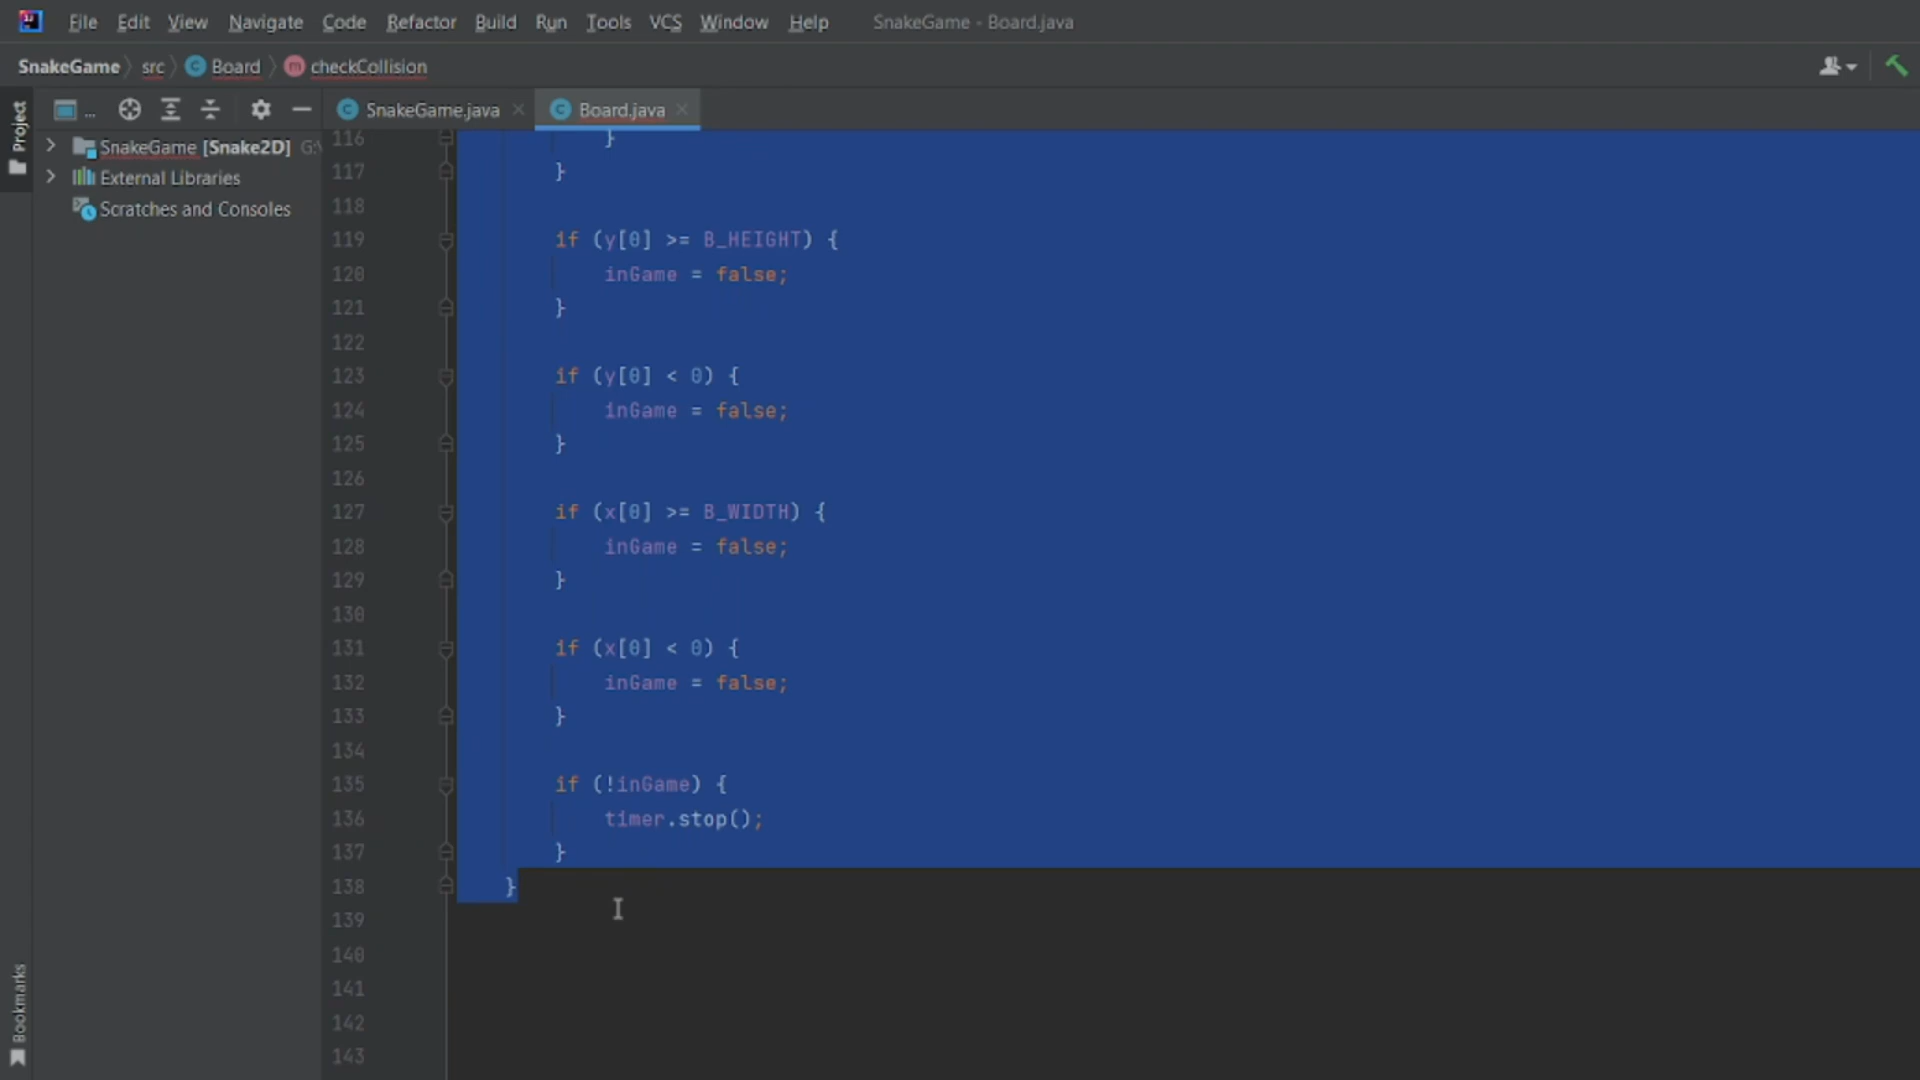 File Edit View Navigate Code Refactor Build Run Tools VCS Window Help SnakeGame - Board.java
SnakeGame src Board checkCollision
Project
... SnakeGame.java Board.java
SnakeGame [Snake2D] G:\
External Libraries
Scratches and Consoles
116 }
117 }
118
119 if (y[0] >= B_HEIGHT) {
120 inGame = false;
121 }
122
123 if (y[0] < 0) {
124 inGame = false;
125 }
126
127 if (x[0] >= B_WIDTH) {
128 inGame = false;
129 }
130
131 if (x[0] < 0) {
132 inGame = false;
133 }
134
135 if (!inGame) {
136 timer.stop();
137 }
138 }
139
140
141
142
143
Bookmarks